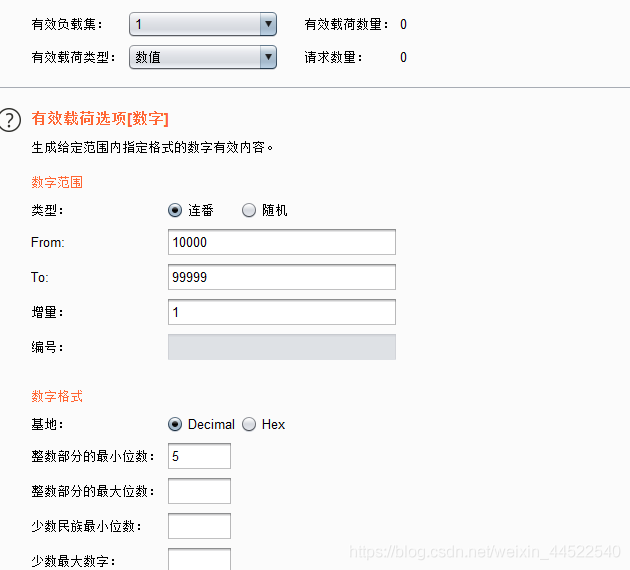 有效负载集： 1 有效载荷数量： 0
有效载荷类型： 数值 请求数量： 0
? 有效载荷选项[数字]
生成给定范围内指定格式的数字有效内容。
数字范围
类型： 连番 随机
From: 10000
To: 99999
增量： 1
编号：
数字格式
基地： Decimal Hex
整数部分的最小位数： 5
整数部分的最大位数：
少数民族最小位数：
少数最大数字：
https://blog.csdn.net/weixin_44522540